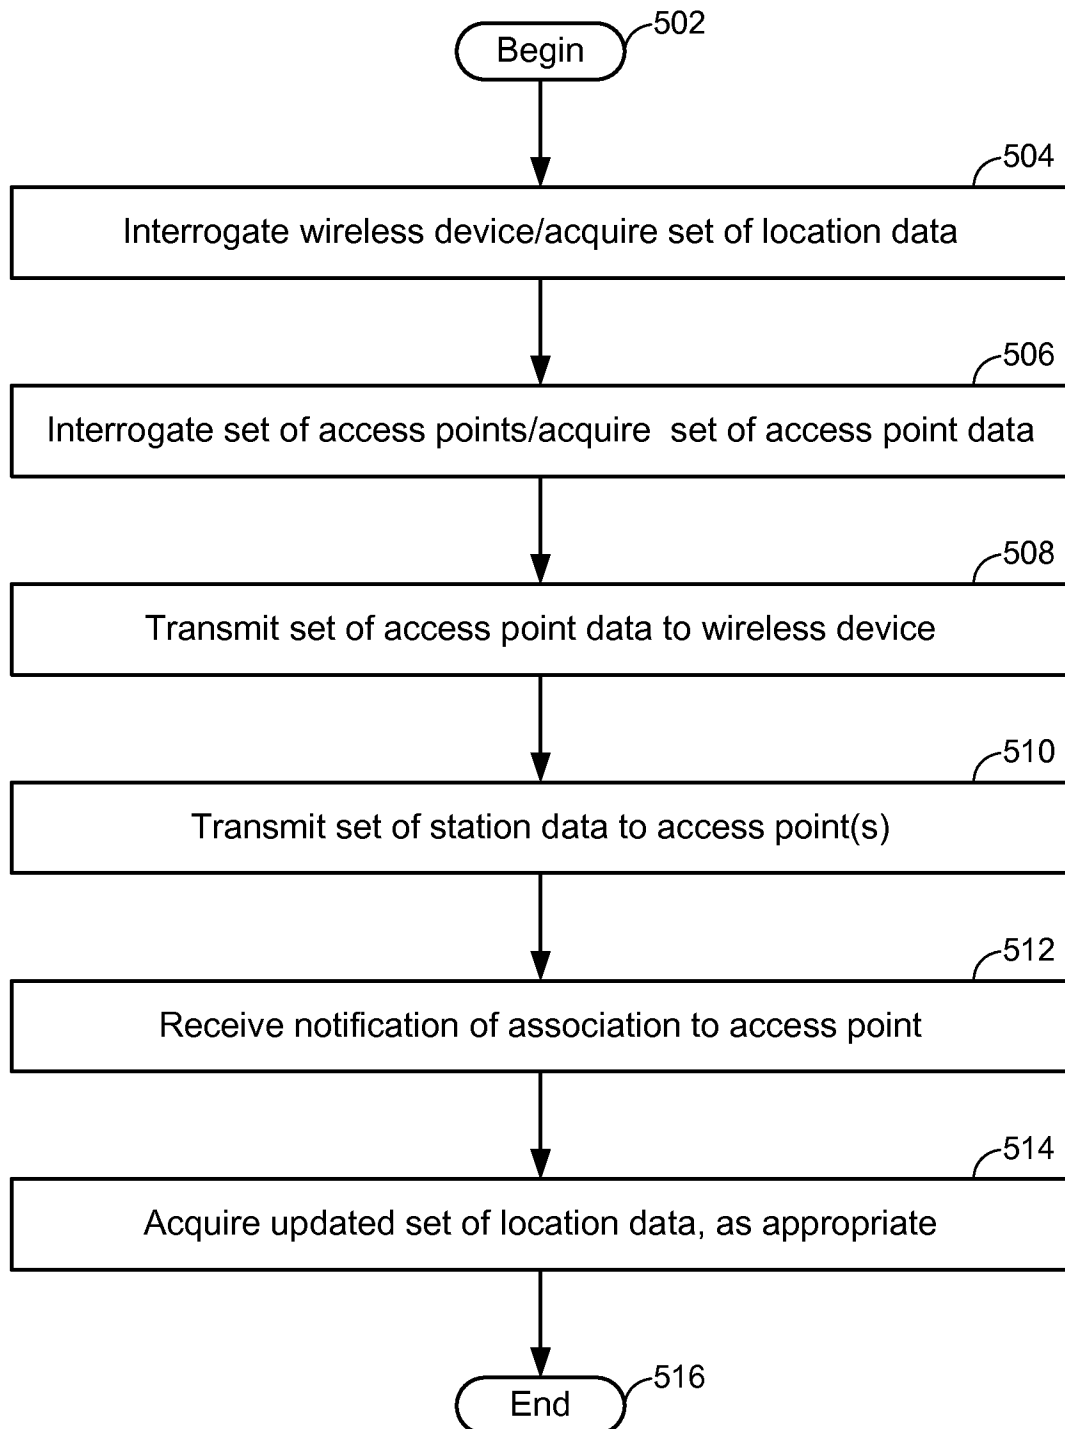 Begin
502
504
Interrogate wireless device/acquire set of location data
506
Interrogate set of access points/acquire  set of access point data
508
Transmit set of access point data to wireless device
510
Transmit set of station data to access point(s)
512
Receive notification of association to access point
514
Acquire updated set of location data, as appropriate
End
516